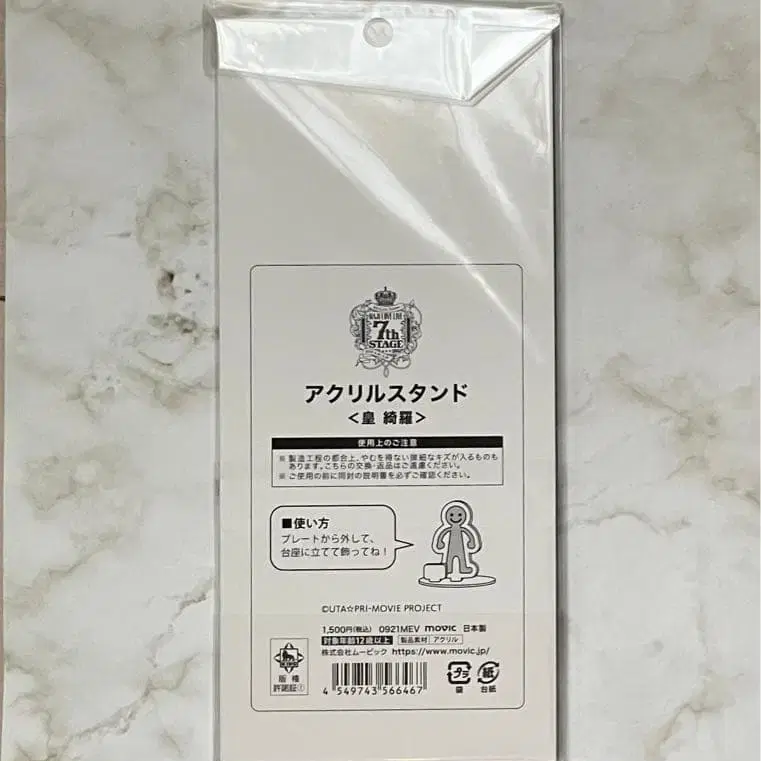 MAJI LOVE LIVE
7th
STAGE
アクリルスタンド
<皇 綺羅>
使用上のご注意
※ 製造工程の都合上、やむを得ない微細なキズが入るものも
あります。こちらの交換・返品はご遠慮ください。
※ ご使用の前に同封の説明書を必ずご確認ください。
■使い方
プレートから外して、
台座に立てて飾ってね!
©UTA☆PRI-MOVIE PROJECT
1,500円(税込) 0921MEV movic 日本製
対象年齢12歳以上 製品素材 アクリル
株式会社ムービック https://www.movic.jp/
版権
許諾証①
4 549743 566467
プラ
袋
紙
台紙